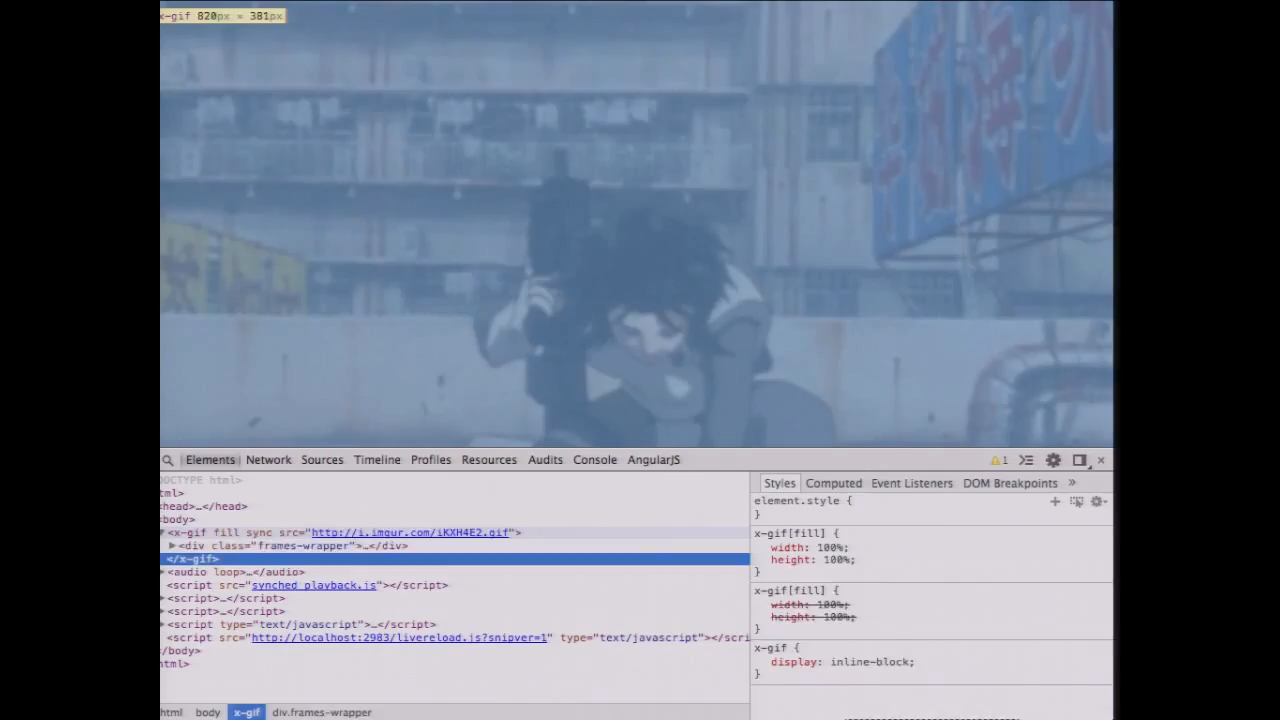 x-gif 820px × 381px
Elements Network Sources Timeline Profiles Resources Audits Console AngularJS
1
×
DOCTYPE html>
tml>
<head>…</head>
<body>
<x-gif fill sync src="http://i.imgur.com/iKXH4E2.gif">
<div class="frames-wrapper">…</div>
</x-gif>
<audio loop>…</audio>
<script src="synched_playback.js"></script>
<script>…</script>
<script>…</script>
<script type="text/javascript">…</script>
<script src="http://localhost:2983/livereload.js?snipver=1" type="text/javascript"></scri
/body>
html>
html body x-gif div.frames-wrapper
Styles Computed Event Listeners DOM Breakpoints »
element.style {
}
x-gif[fill] {
width: 100%;
height: 100%;
}
x-gif[fill] {
width: 100%;
height: 100%;
}
x-gif {
display: inline-block;
}